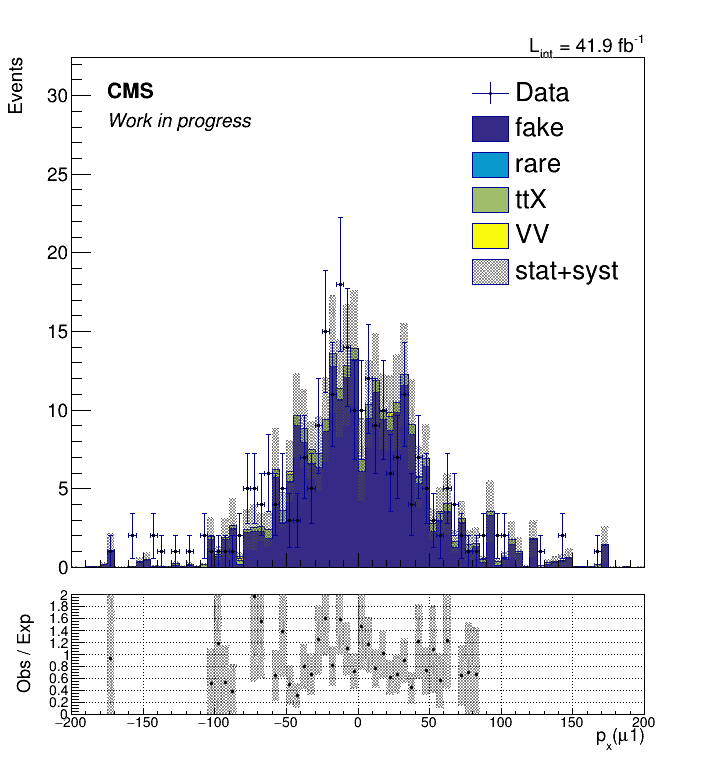 L_int = 41.9 fb^-1
Events
CMS
Work in progress
Data
fake
rare
ttX
VV
stat+syst
30
25
20
15
10
5
0
Obs / Exp
2
1.8
1.6
1.4
1.2
1
0.8
0.6
0.4
0.2
0
−200 −150 −100 −50 0 50 100 150 200
p_x(μ1)